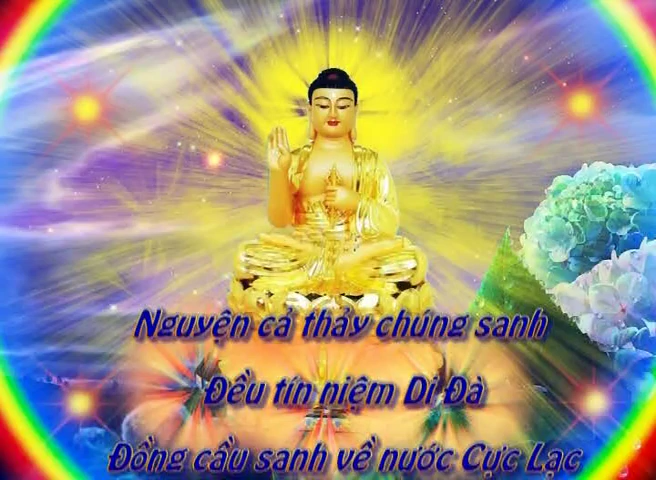 Nguyện cả thảy chúng sanh
Đều tín niệm Di Đà
Đồng cầu sanh về nước Cực Lạc